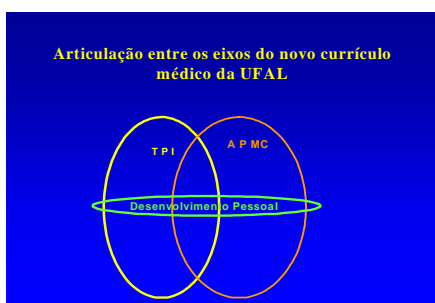 Articulação entre os eixos do novo currículo
médico da UFAL
T P I
A P MC
Desenvolvimento Pessoal